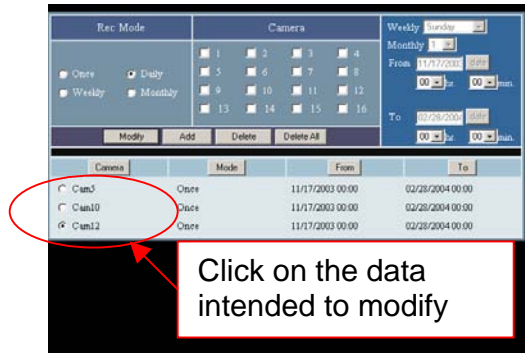 Rec Mode
Camera
Weekly Sunday
Monthly 1
1 2 3 4
From 11/17/2003 date
Once Daily
5 6 7 8
00 hr. 00 min.
Weekly Monthly
9 10 11 12
13 14 15 16
To 02/28/2004 date
Modify Add Delete Delete All
00 hr. 00 min.
Camera Mode From To
Cam5 Once 11/17/2003 00:00 02/28/2004 00:00
Cam10 Once 11/17/2003 00:00 02/28/2004 00:00
Cam12 Once 11/17/2003 00:00 02/28/2004 00:00
Click on the data
intended to modify